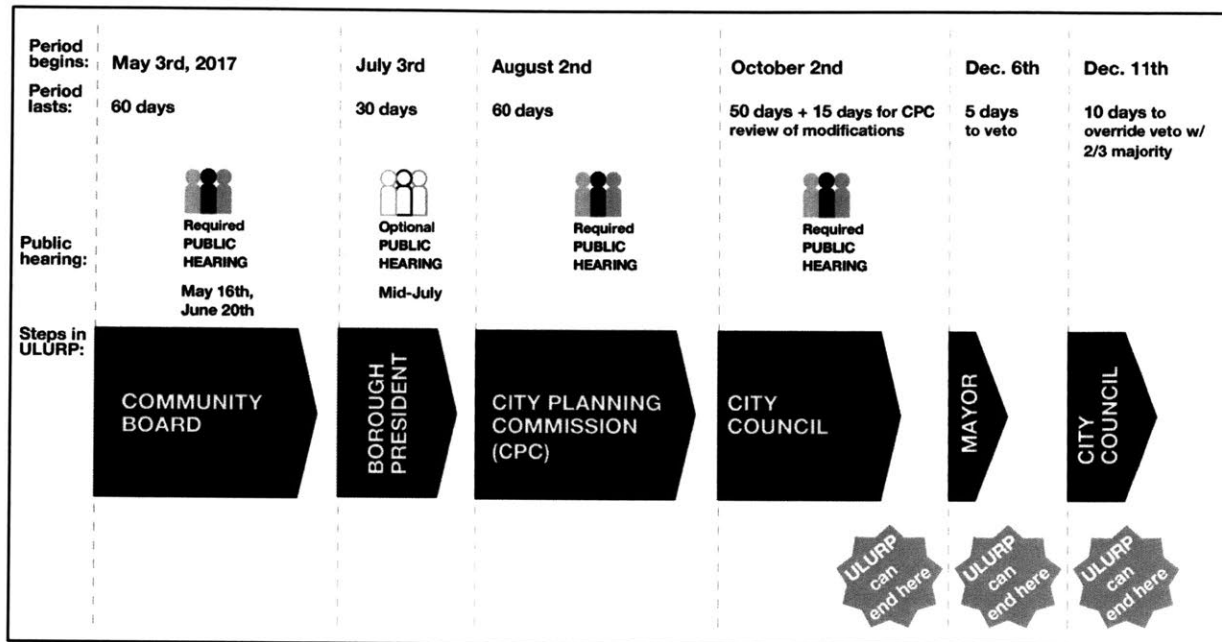 Period
begins:
May 3rd, 2017
July 3rd
August 2nd
October 2nd
Dec. 6th
Dec. 11th
Period
lasts:
60 days
30 days
60 days
50 days + 15 days for CPC
review of modifications
5 days
to veto
10 days to
override veto w/
2/3 majority
Public
hearing:
Required
PUBLIC
HEARING
May 16th,
June 20th
Optional
PUBLIC
HEARING
Mid-July
Required
PUBLIC
HEARING
Required
PUBLIC
HEARING
Steps in
ULURP:
COMMUNITY
BOARD
BOROUGH
PRESIDENT
CITY PLANNING
COMMISSION
(CPC)
CITY
COUNCIL
MAYOR
CITY
COUNCIL
ULURP
can
end here
ULURP
can
end here
ULURP
can
end here